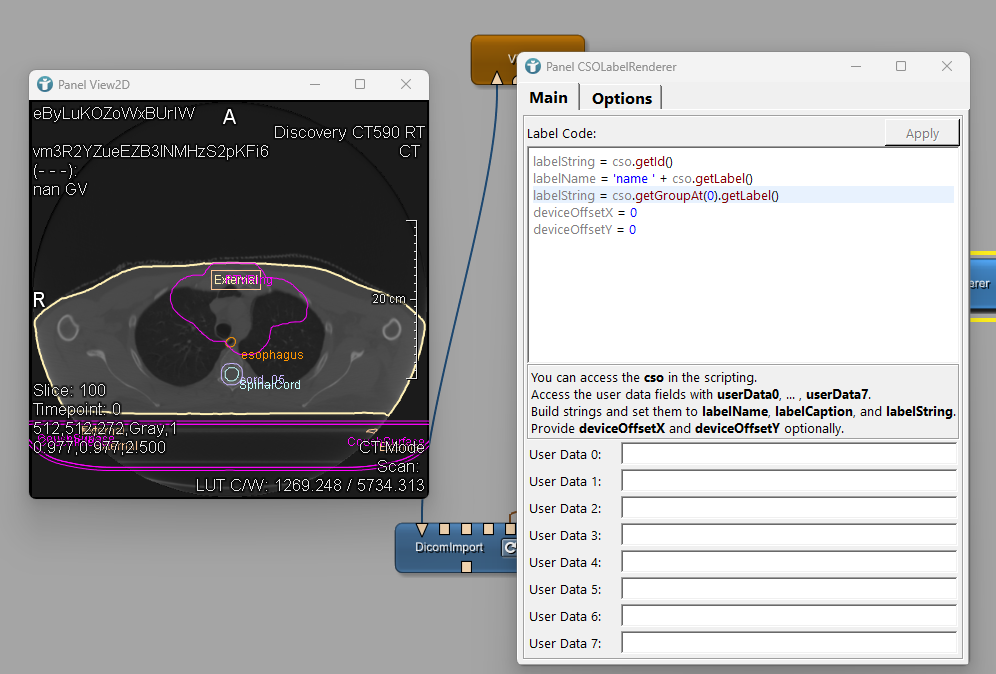 V
Panel View2D
eByLuKOZoWxBUrIW
A
Discovery CT590 RT
vm3R2YZueEZB3lNMHzS2pKFi6
CT
(- - -):
nan GV
External
R
20 cm
esophagus
cord_05
SpinalCord
Slice: 100
Timepoint: 0
512,512,272,Gray,1
0.977,0.977,2.500
CT Mode
Scan:
LUT C/W: 1269.248 / 5734.313
DicomImport
Panel CSOLabelRenderer
Main
Options
Label Code:
Apply
labelString = cso.getId()
labelName = 'name ' + cso.getLabel()
labelString = cso.getGroupAt(0).getLabel()
deviceOffsetX = 0
deviceOffsetY = 0
You can access the cso in the scripting.
Access the user data fields with userData0, ... , userData7.
Build strings and set them to labelName, labelCaption, and labelString.
Provide deviceOffsetX and deviceOffsetY optionally.
User Data 0:
User Data 1:
User Data 2:
User Data 3:
User Data 4:
User Data 5:
User Data 6:
User Data 7:
erer